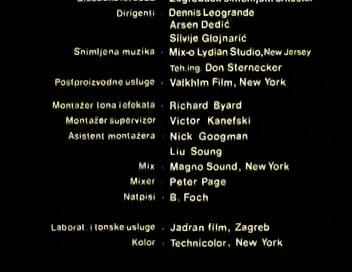 Dirigenti - Dennis Leogrande
Arsen Dedić
Silvije Glojnarić
Snimljena muzika - Mix-o Lydian Studio, New Jersey
Teh.ing. Don Sternecker
Postproizvodne usluge - Valkhm Film, New York
Montažer tona i efekata - Richard Byard
Montažer supervizor - Victor Kanefski
Asistent montažera - Nick Googman
Liu Soung
Mix - Magno Sound, New York
Mixer - Peter Page
Natpisi - B. Foch
Laborat. i tonske usluge - Jadran film, Zagreb
Kolor - Technicolor, New York